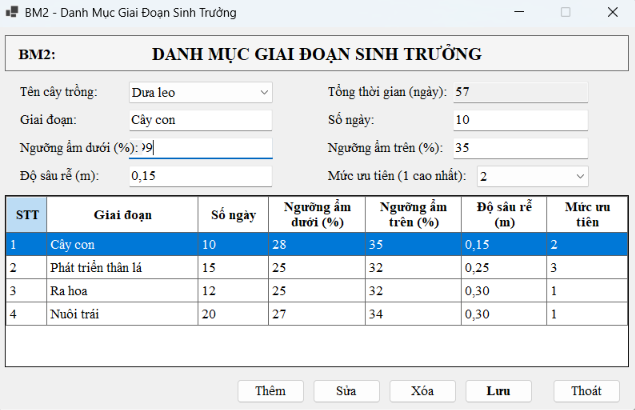 BM2 - Danh Mục Giai Đoạn Sinh Trưởng
BM2: DANH MỤC GIAI ĐOẠN SINH TRƯỞNG
Tên cây trồng: Dưa leo Tổng thời gian (ngày): 57
Giai đoạn: Cây con Số ngày: 10
Ngưỡng ẩm dưới (%): 99 Ngưỡng ẩm trên (%): 35
Độ sâu rễ (m): 0,15 Mức ưu tiên (1 cao nhất): 2
STT Giai đoạn Số ngày Ngưỡng ẩm dưới (%) Ngưỡng ẩm trên (%) Độ sâu rễ (m) Mức ưu tiên
1 Cây con 10 28 35 0,15 2
2 Phát triển thân lá 15 25 32 0,25 3
3 Ra hoa 12 25 32 0,30 1
4 Nuôi trái 20 27 34 0,30 1
Thêm Sửa Xóa Lưu Thoát